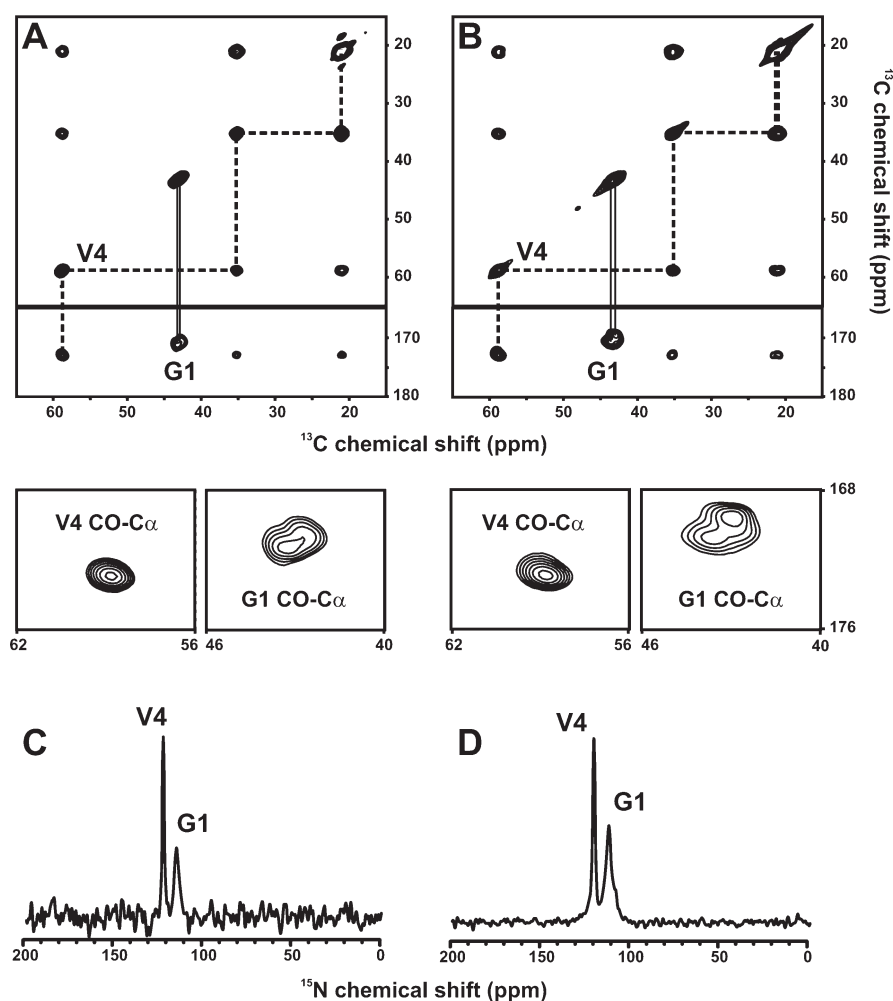 A
B
20
30
40
50
60
170
180
20
30
40
50
60
170
180
V4
G1
V4
G1
60 50 40 30 20
60 50 40 30 20
¹³C chemical shift (ppm)
¹³C chemical shift (ppm)
¹³C chemical shift (ppm)
V4 CO-Cα
G1 CO-Cα
V4 CO-Cα
G1 CO-Cα
168
176
62 56 46 40
62 56 46 40
C
V4
G1
D
V4
G1
200 150 100 50 0
200 150 100 50 0
¹⁵N chemical shift (ppm)